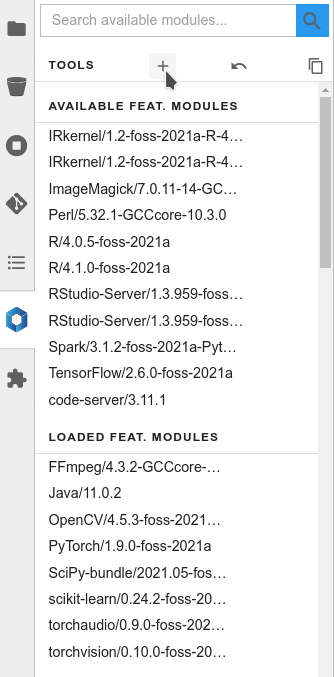 Search available modules...
TOOLS
AVAILABLE FEAT. MODULES
IRkernel/1.2-foss-2021a-R-4…
IRkernel/1.2-foss-2021a-R-4…
ImageMagick/7.0.11-14-GC…
Perl/5.32.1-GCCcore-10.3.0
R/4.0.5-foss-2021a
R/4.1.0-foss-2021a
RStudio-Server/1.3.959-foss…
RStudio-Server/1.3.959-foss…
Spark/3.1.2-foss-2021a-Pyt…
TensorFlow/2.6.0-foss-2021a
code-server/3.11.1
LOADED FEAT. MODULES
FFmpeg/4.3.2-GCCcore-…
Java/11.0.2
OpenCV/4.5.3-foss-2021…
PyTorch/1.9.0-foss-2021a
SciPy-bundle/2021.05-fos…
scikit-learn/0.24.2-foss-20…
torchaudio/0.9.0-foss-202…
torchvision/0.10.0-foss-20…